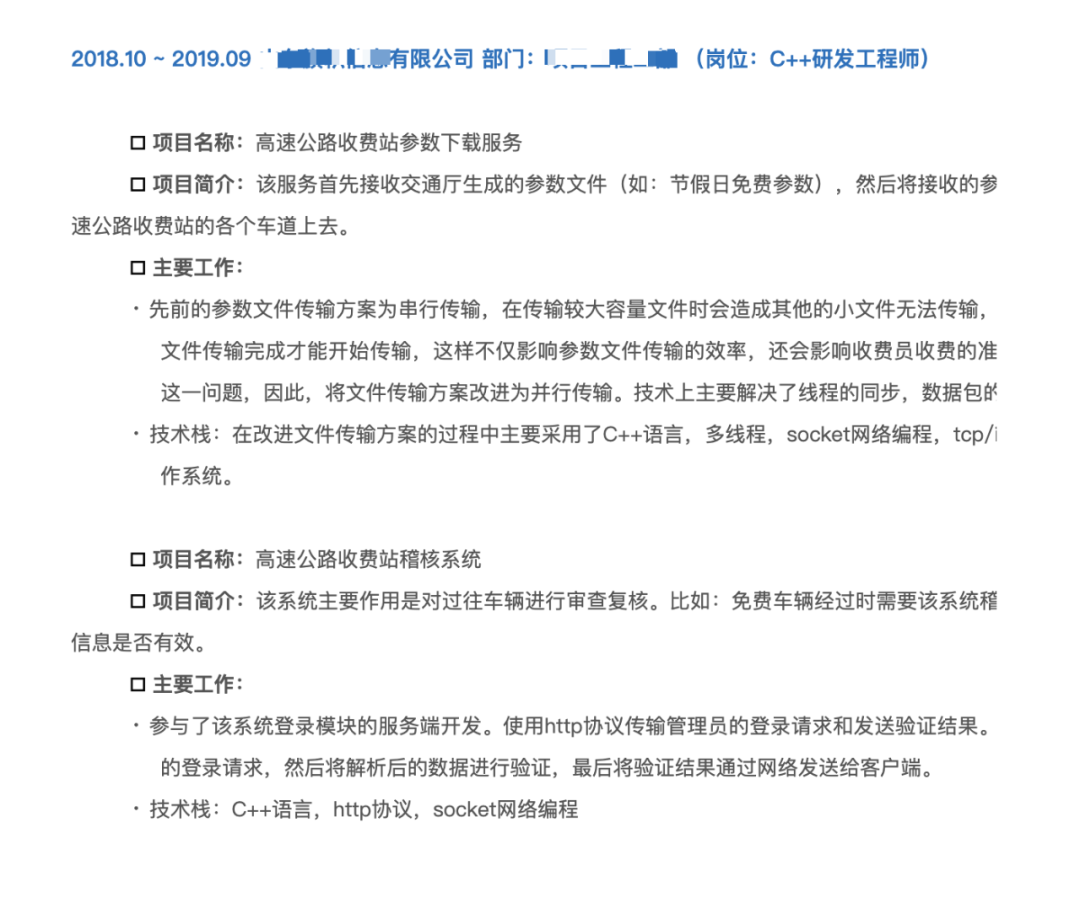 2018.10 ~ 2019.09 有限公司 部门： （岗位：C++研发工程师）
项目名称：高速公路收费站参数下载服务
项目简介：该服务首先接收交通厅生成的参数文件（如：节假日免费参数），然后将接收的参
速公路收费站的各个车道上去。
主要工作：
· 先前的参数文件传输方案为串行传输，在传输较大容量文件时会造成其他的小文件无法传输，
文件传输完成才能开始传输，这样不仅影响参数文件传输的效率，还会影响收费员收费的准
这一问题，因此，将文件传输方案改进为并行传输。技术上主要解决了线程的同步，数据包的
· 技术栈：在改进文件传输方案的过程中主要采用了C++语言，多线程，socket网络编程，tcp/i
作系统。
项目名称：高速公路收费站稽核系统
项目简介：该系统主要作用是对过往车辆进行审查复核。比如：免费车辆经过时需要该系统稽
信息是否有效。
主要工作：
· 参与了该系统登录模块的服务端开发。使用http协议传输管理员的登录请求和发送验证结果。
的登录请求，然后将解析后的数据进行验证，最后将验证结果通过网络发送给客户端。
· 技术栈：C++语言，http协议，socket网络编程